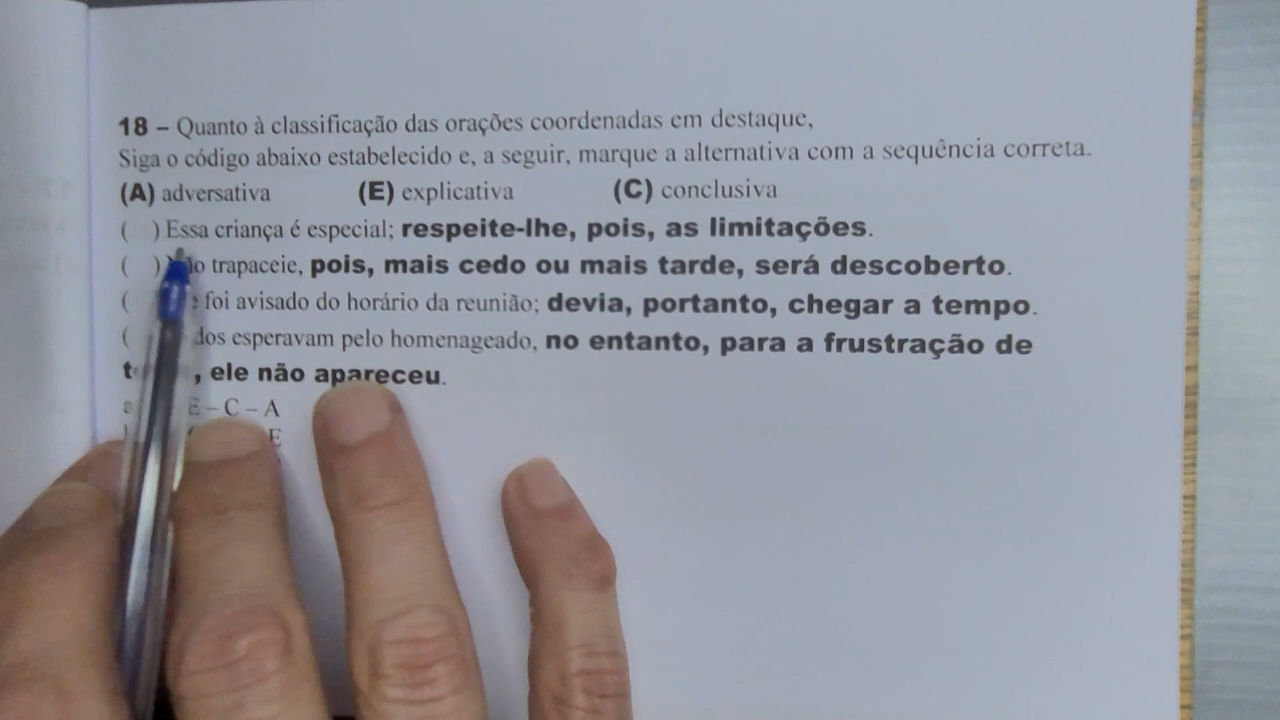 18 – Quanto à classificação das orações coordenadas em destaque,
Siga o código abaixo estabelecido e, a seguir, marque a alternativa com a sequência correta.
(A) adversativa (E) explicativa (C) conclusiva
( ) Essa criança é especial; respeite-lhe, pois, as limitações.
( ) trapaceie, pois, mais cedo ou mais tarde, será descoberto.
( foi avisado do horário da reunião; devia, portanto, chegar a tempo.
( esperavam pelo homenageado, no entanto, para a frustração de
, ele não apareceu.
E – C – A
E